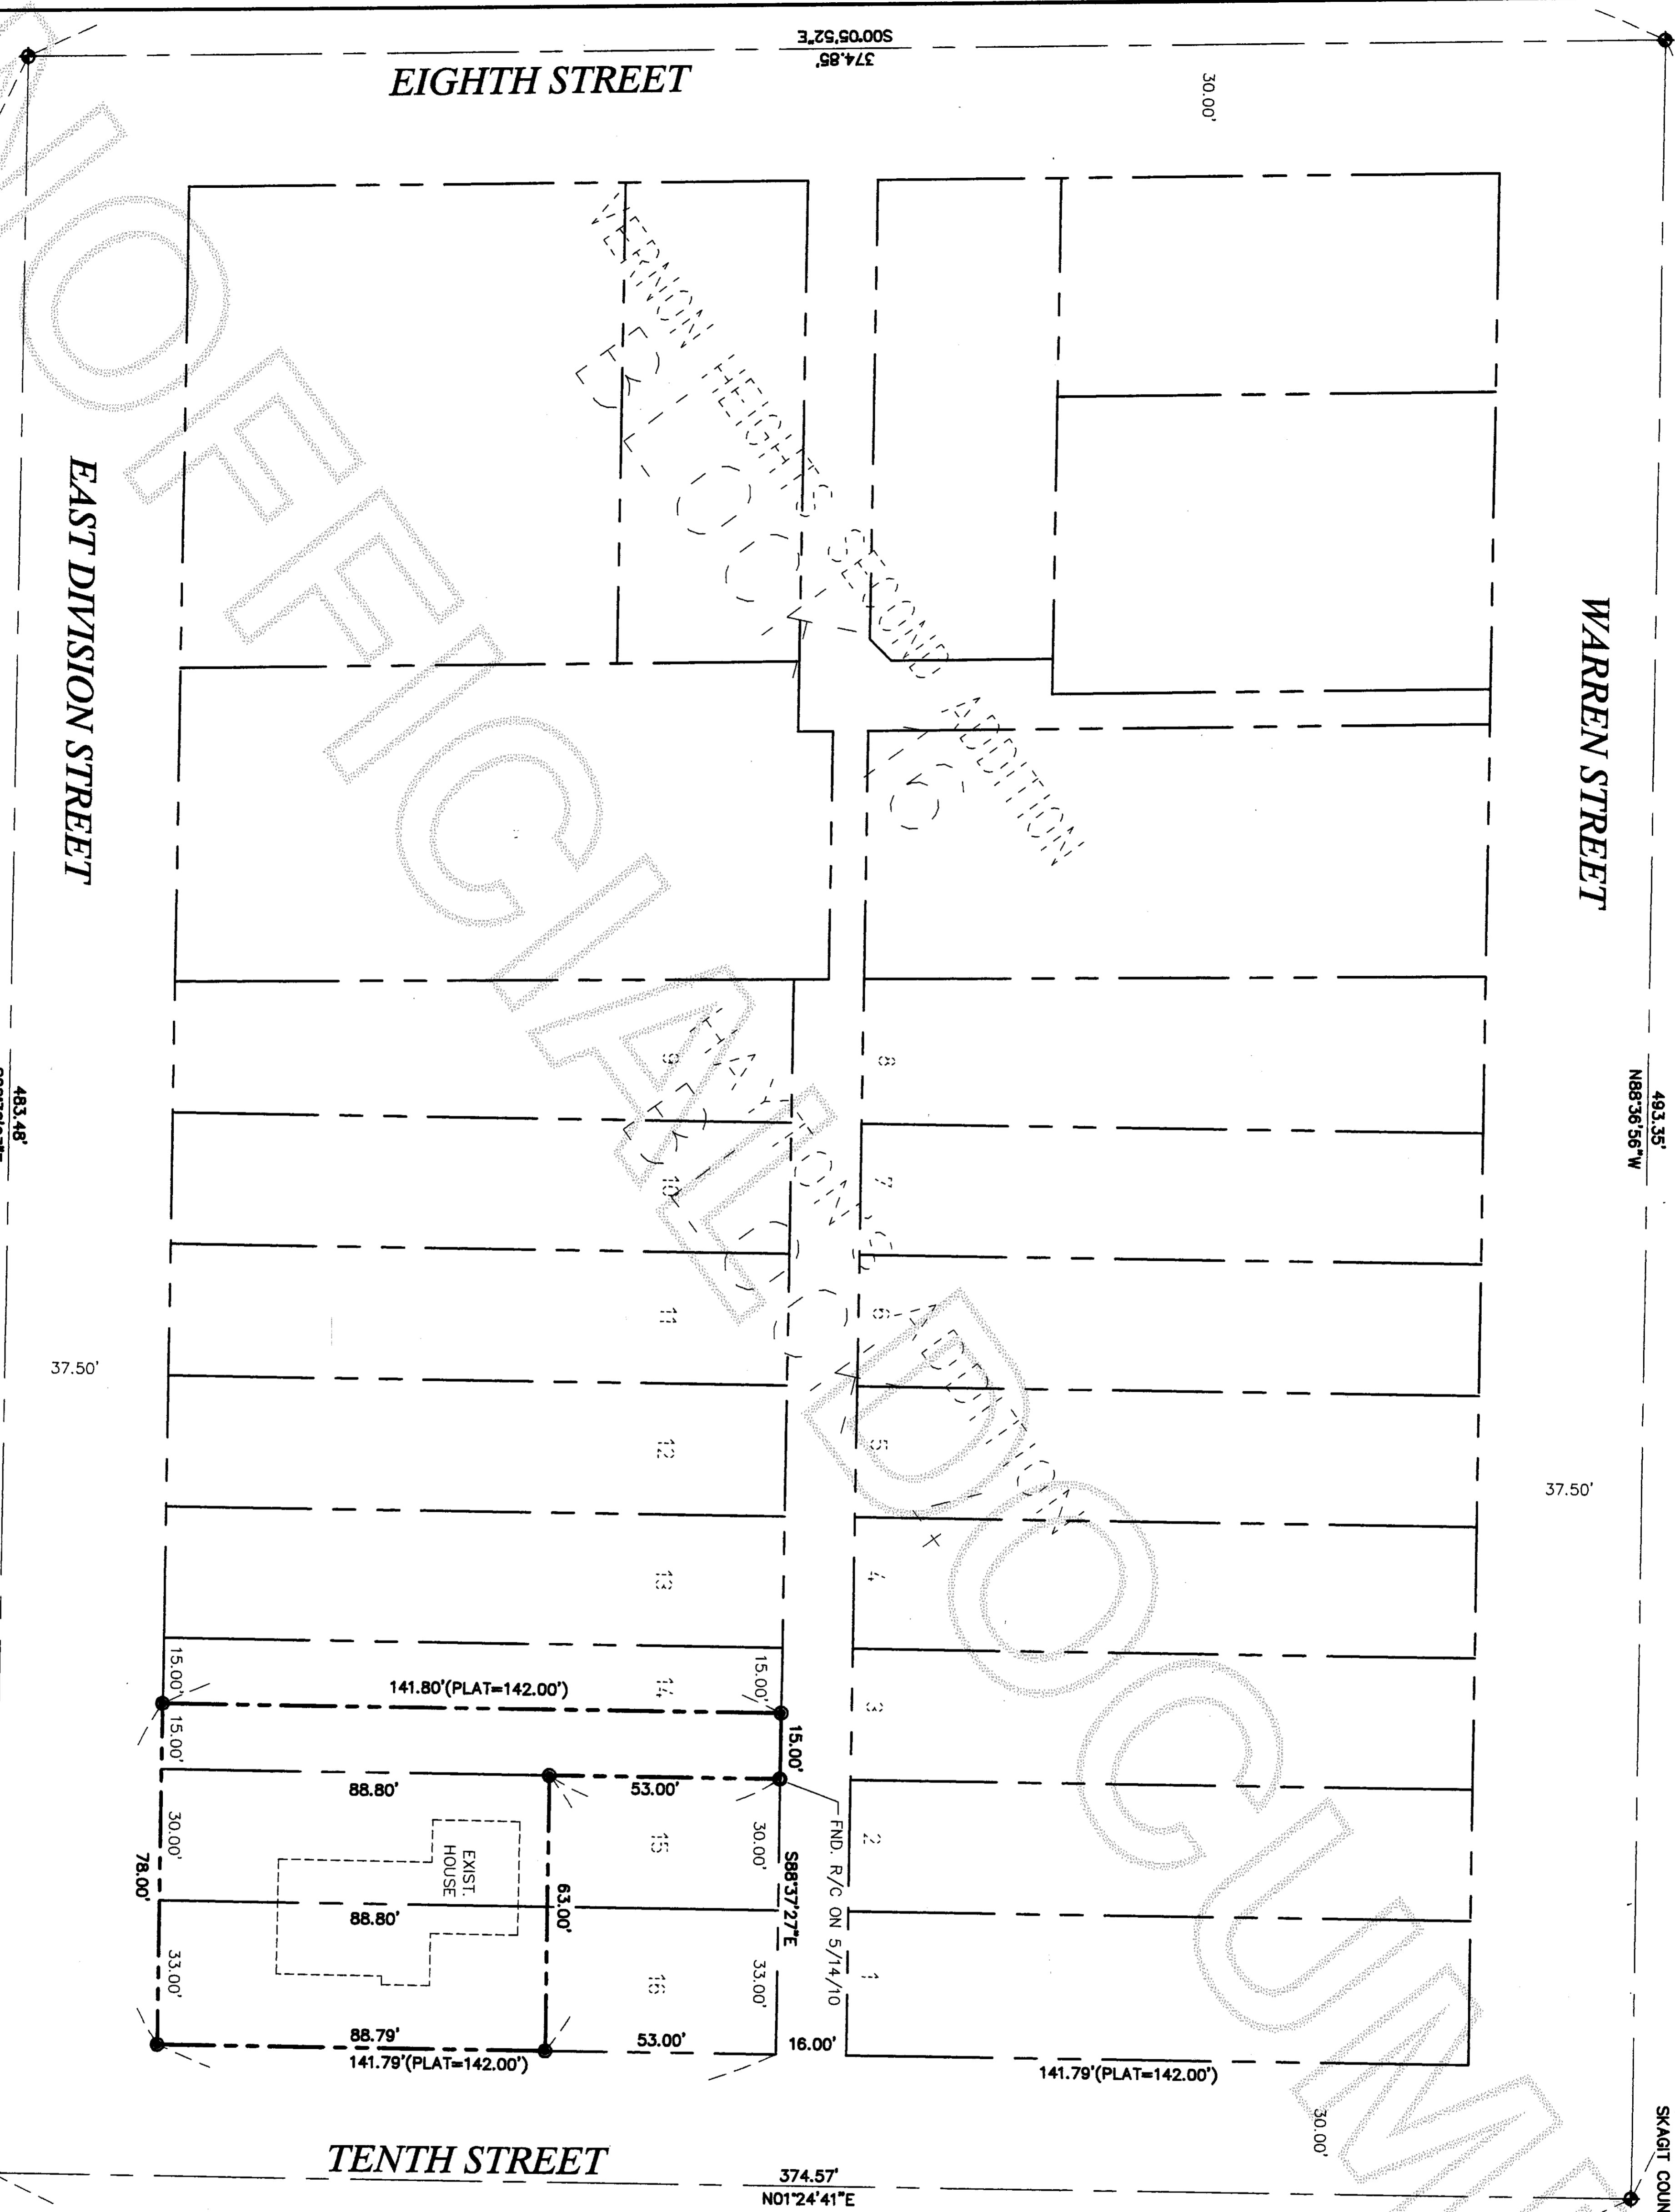 S00°05'52"E
374.85'
EIGHTH STREET
30.00'
VERNON HEIGHTS SECOND ADDITION
BLOCK 6
EAST DIVISION STREET
WARREN STREET
UNOFFICIAL DOCUMENT
483.48'
493.35'
N88°36'56"W
HAYTON'S ADDITION
BLOCK X
9
8
10
7
11
6
12
5
13
4
14
3
15
2
16
1
37.50'
37.50'
15.00'
15.00'
141.80'(PLAT=142.00')
15.00'
15.00'
88.80'
53.00'
FND. R/C ON 5/14/10
30.00'
EXIST.
HOUSE
30.00'
S88°37'27"E
78.00'
63.00'
88.80'
33.00'
33.00'
88.79'
53.00'
16.00'
141.79'(PLAT=142.00')
141.79'(PLAT=142.00')
30.00'
SKAGIT COUN
TENTH STREET
374.57'
N01°24'41"E